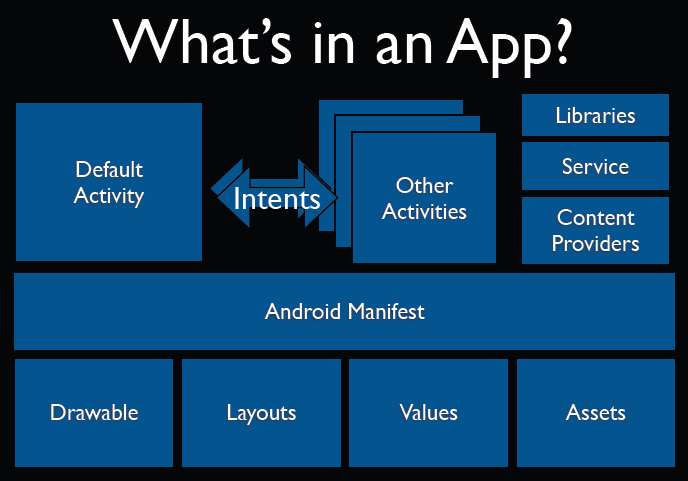 What's in an App?
Default
Activity
Intents
Other
Activities
Libraries
Service
Content
Providers
Android Manifest
Drawable
Layouts
Values
Assets